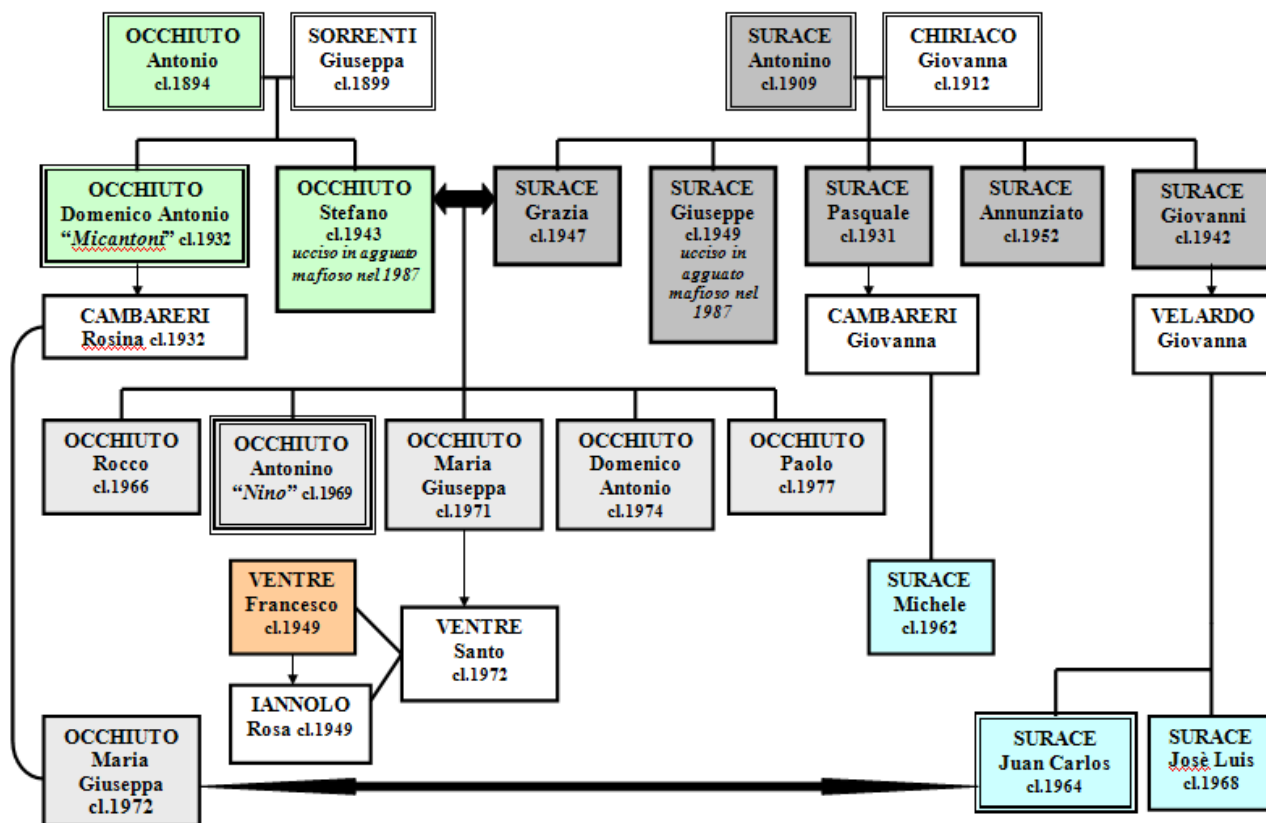 OCCHIUTO
Antonio
cl.1894
SORRENTI
Giuseppa
cl.1899
SURACE
Antonino
cl.1909
CHIRIACO
Giovanna
cl.1912
OCCHIUTO
Domenico Antonio
“Micantoni” cl.1932
OCCHIUTO
Stefano
cl.1943
ucciso in agguato
mafioso nel 1987
SURACE
Grazia
cl.1947
SURACE
Giuseppe
cl.1949
ucciso in
agguato
mafioso nel
1987
SURACE
Pasquale
cl.1931
SURACE
Annunziato
cl.1952
SURACE
Giovanni
cl.1942
CAMBARERI
Rosina cl.1932
CAMBARERI
Giovanna
VELARDO
Giovanna
OCCHIUTO
Rocco
cl.1966
OCCHIUTO
Antonino
“Nino” cl.1969
OCCHIUTO
Maria
Giuseppa
cl.1971
OCCHIUTO
Domenico
Antonio
cl.1974
OCCHIUTO
Paolo
cl.1977
VENTRE
Francesco
cl.1949
VENTRE
Santo
cl.1972
SURACE
Michele
cl.1962
IANNOLO
Rosa cl.1949
OCCHIUTO
Maria
Giuseppa
cl.1972
SURACE
Juan Carlos
cl.1964
SURACE
Josè Luis
cl.1968